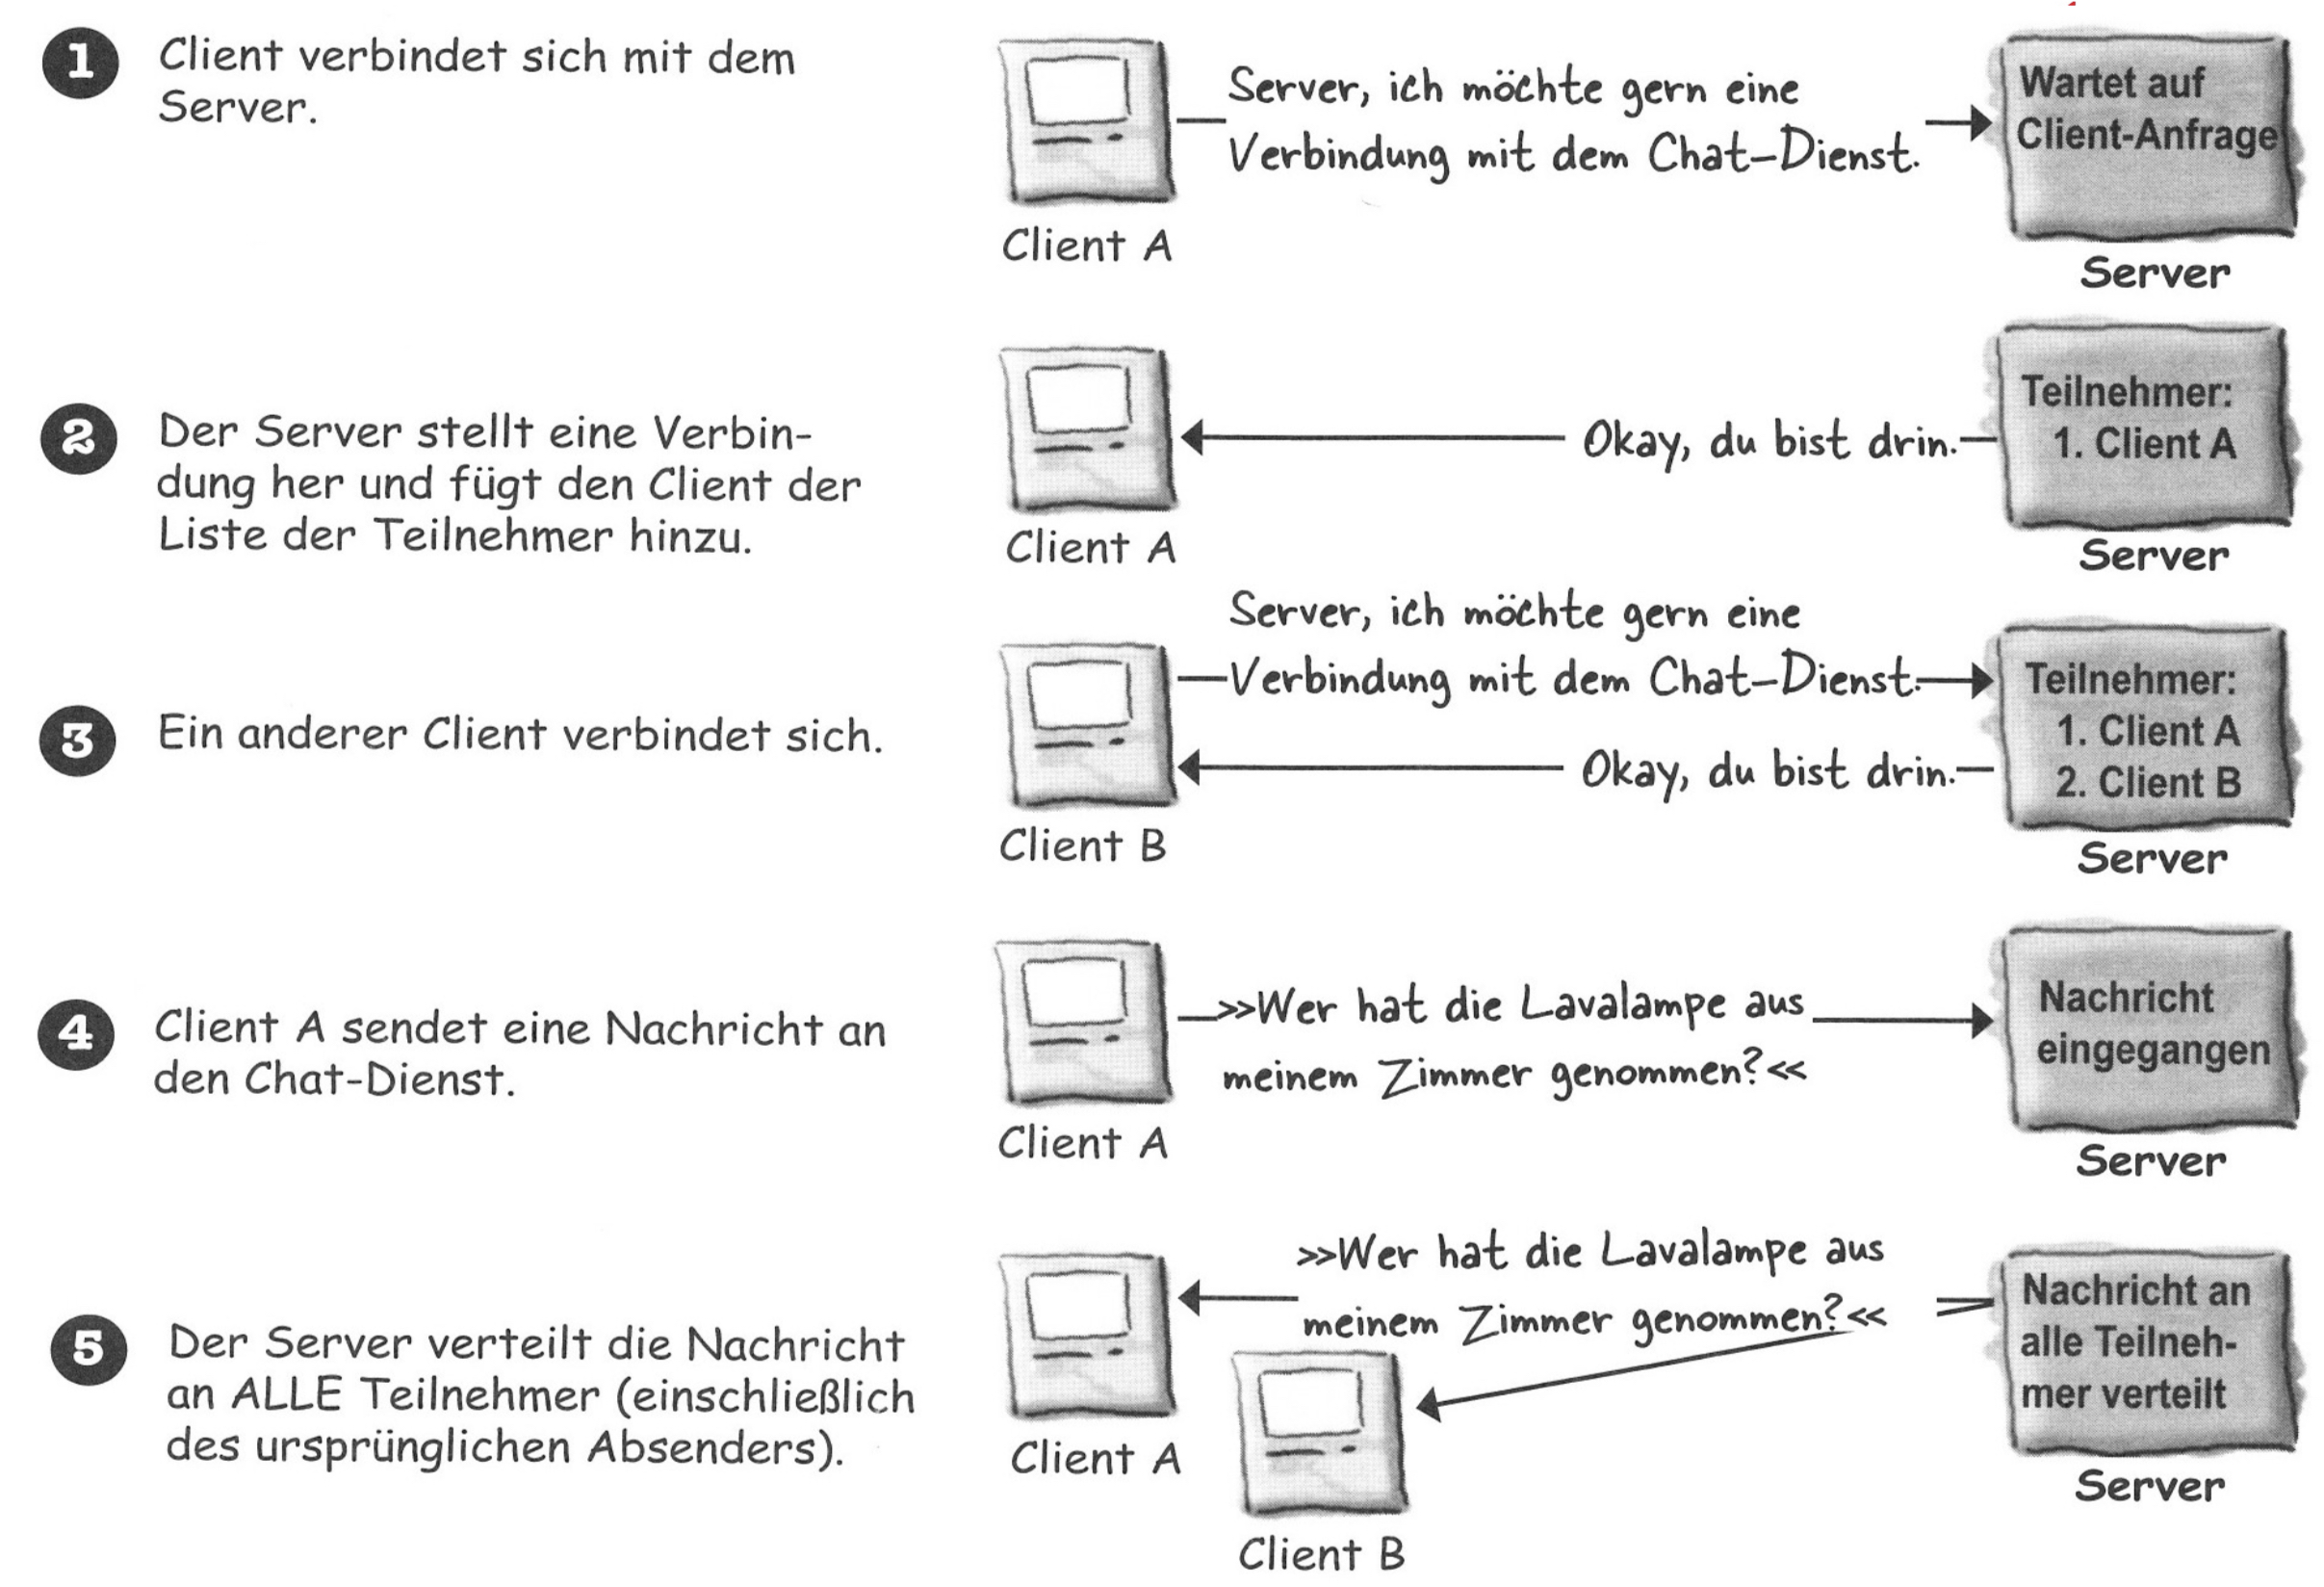 1
Client verbindet sich mit dem
Server.
Server, ich möchte gern eine
Verbindung mit dem Chat-Dienst.
Wartet auf
Client-Anfrage
Client A
Server
2
Der Server stellt eine Verbin-
dung her und fügt den Client der
Liste der Teilnehmer hinzu.
Okay, du bist drin.
Teilnehmer:
1. Client A
Client A
Server
3
Ein anderer Client verbindet sich.
Server, ich möchte gern eine
Verbindung mit dem Chat-Dienst.
Okay, du bist drin.
Teilnehmer:
1. Client A
2. Client B
Client B
Server
4
Client A sendet eine Nachricht an
den Chat-Dienst.
»Wer hat die Lavalampe aus
meinem Zimmer genommen?«
Nachricht
eingegangen
Client A
Server
5
Der Server verteilt die Nachricht
an ALLE Teilnehmer (einschließlich
des ursprünglichen Absenders).
»Wer hat die Lavalampe aus
meinem Zimmer genommen?«
Nachricht an
alle Teilneh-
mer verteilt
Client A
Client B
Server